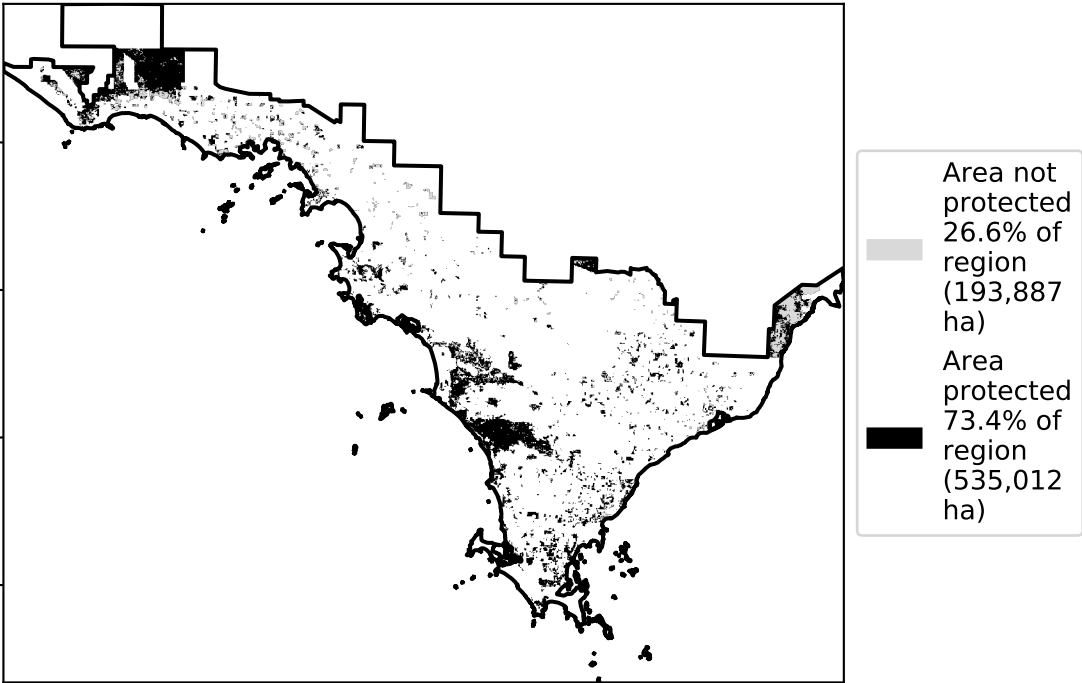 Area not
protected
26.6% of
region
(193,887
ha)
Area
protected
73.4% of
region
(535,012
ha)